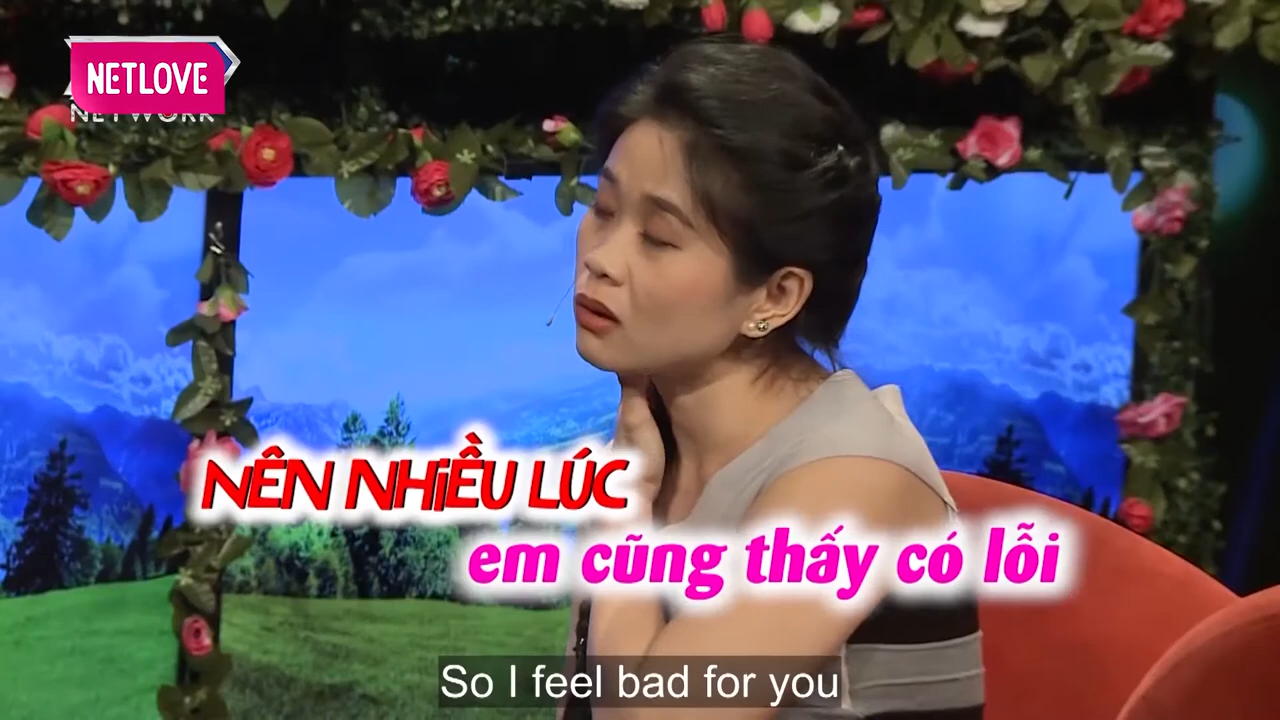 NETLOVE
NETWORK
NÊN NHIỀU LÚC
em cũng thấy có lỗi
So I feel bad for you